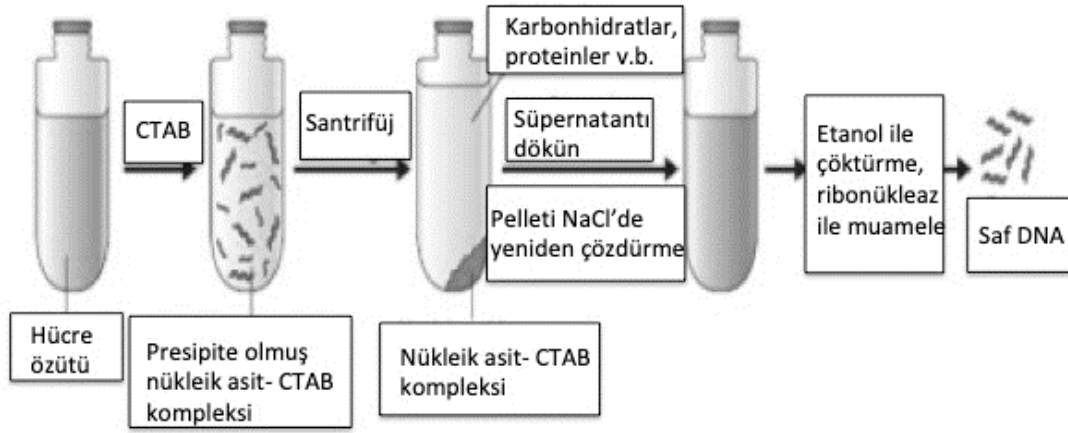 Karbonhidratlar,
proteinler v.b.
CTAB
Santrifüj
Süpernatantı
dökün
Pelleti NaCl’de
yeniden çözdürme
Etanol ile
çöktürme,
ribonükleaz
ile muamele
Saf DNA
Hücre
özütü
Presipite olmuş
nükleik asit- CTAB
kompleksi
Nükleik asit- CTAB
kompleksi